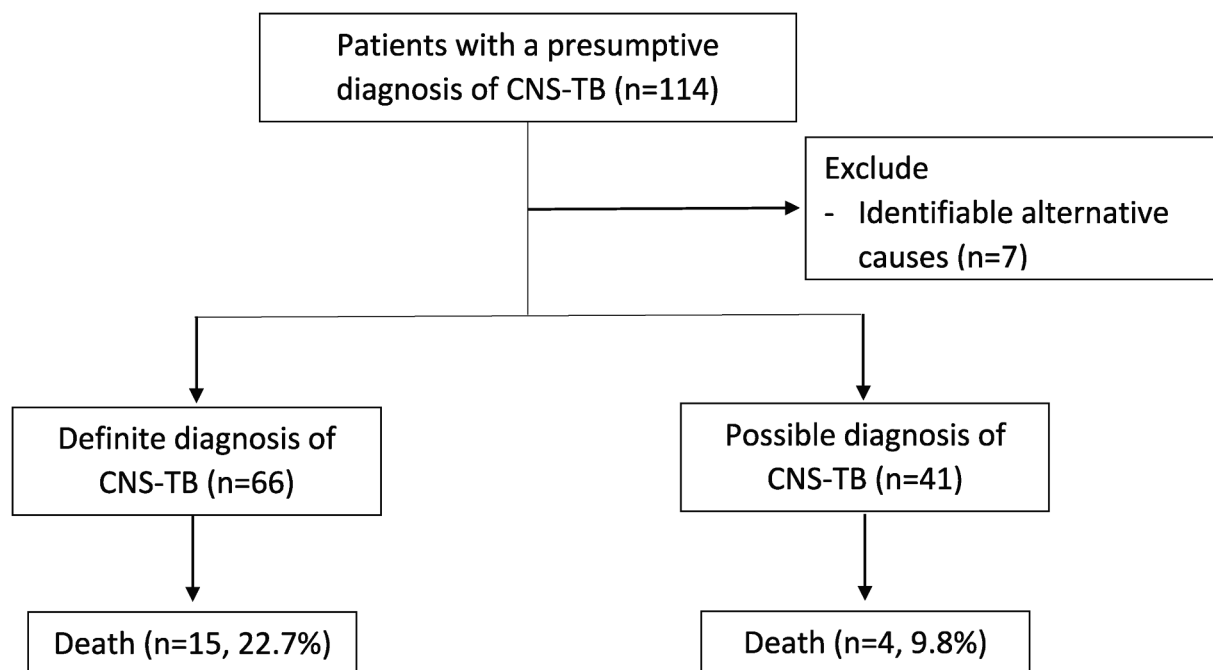 Patients with a presumptive
diagnosis of CNS-TB (n=114)
Exclude
- Identifiable alternative
causes (n=7)
Definite diagnosis of
CNS-TB (n=66)
Possible diagnosis of
CNS-TB (n=41)
Death (n=15, 22.7%)
Death (n=4, 9.8%)